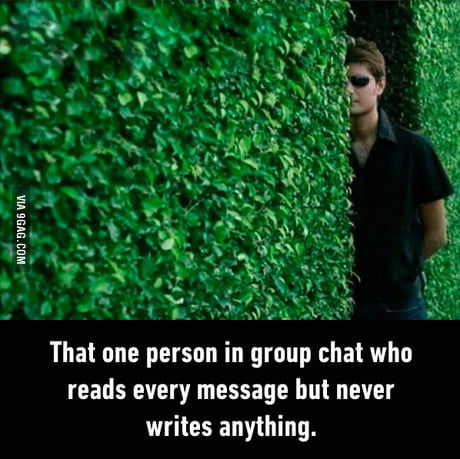 VIA 9GAG.COM
That one person in group chat who
reads every message but never
writes anything.